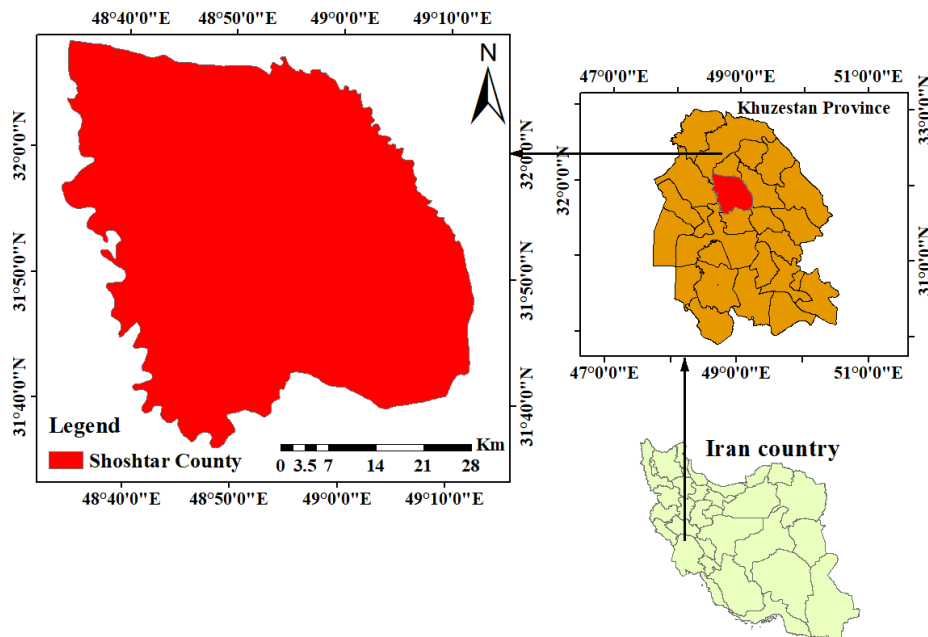 48°40'0"E 48°50'0"E 49°0'0"E 49°10'0"E
N
32°0'0"N
31°50'0"N
31°40'0"N
32°0'0"N
31°50'0"N
31°40'0"N
Legend
Shoshtar County
Km
0 3.5 7 14 21 28
48°40'0"E 48°50'0"E 49°0'0"E 49°10'0"E
47°0'0"E 49°0'0"E 51°0'0"E
Khuzestan Province
32°0'0"N
33°0'0"N
31°0'0"N
47°0'0"E 49°0'0"E 51°0'0"E
Iran country